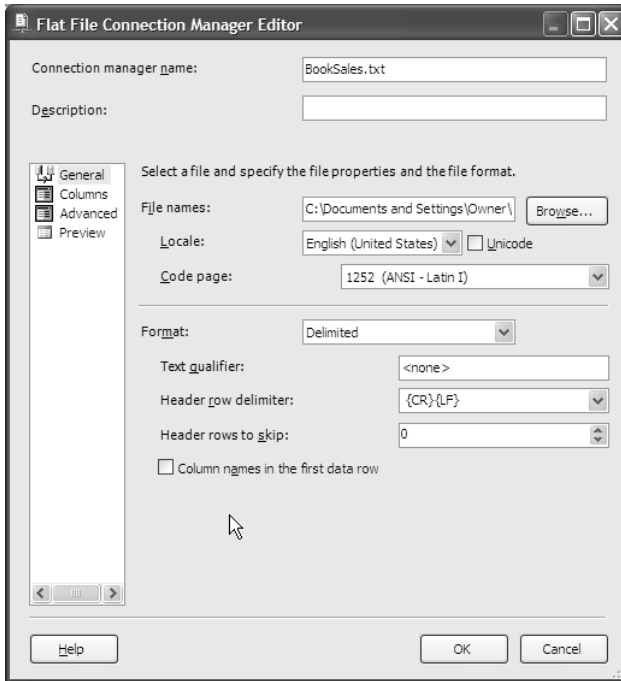 Flat File Connection Manager Editor
Connection manager name: BookSales.txt
Description:
General
Columns
Advanced
Preview
Select a file and specify the file properties and the file format.
File names: C:\Documents and Settings\Owner\ Browse...
Locale: English (United States) Unicode
Code page: 1252 (ANSI - Latin I)
Format: Delimited
Text qualifier: <none>
Header row delimiter: {CR}{LF}
Header rows to skip: 0
Column names in the first data row
Help OK Cancel